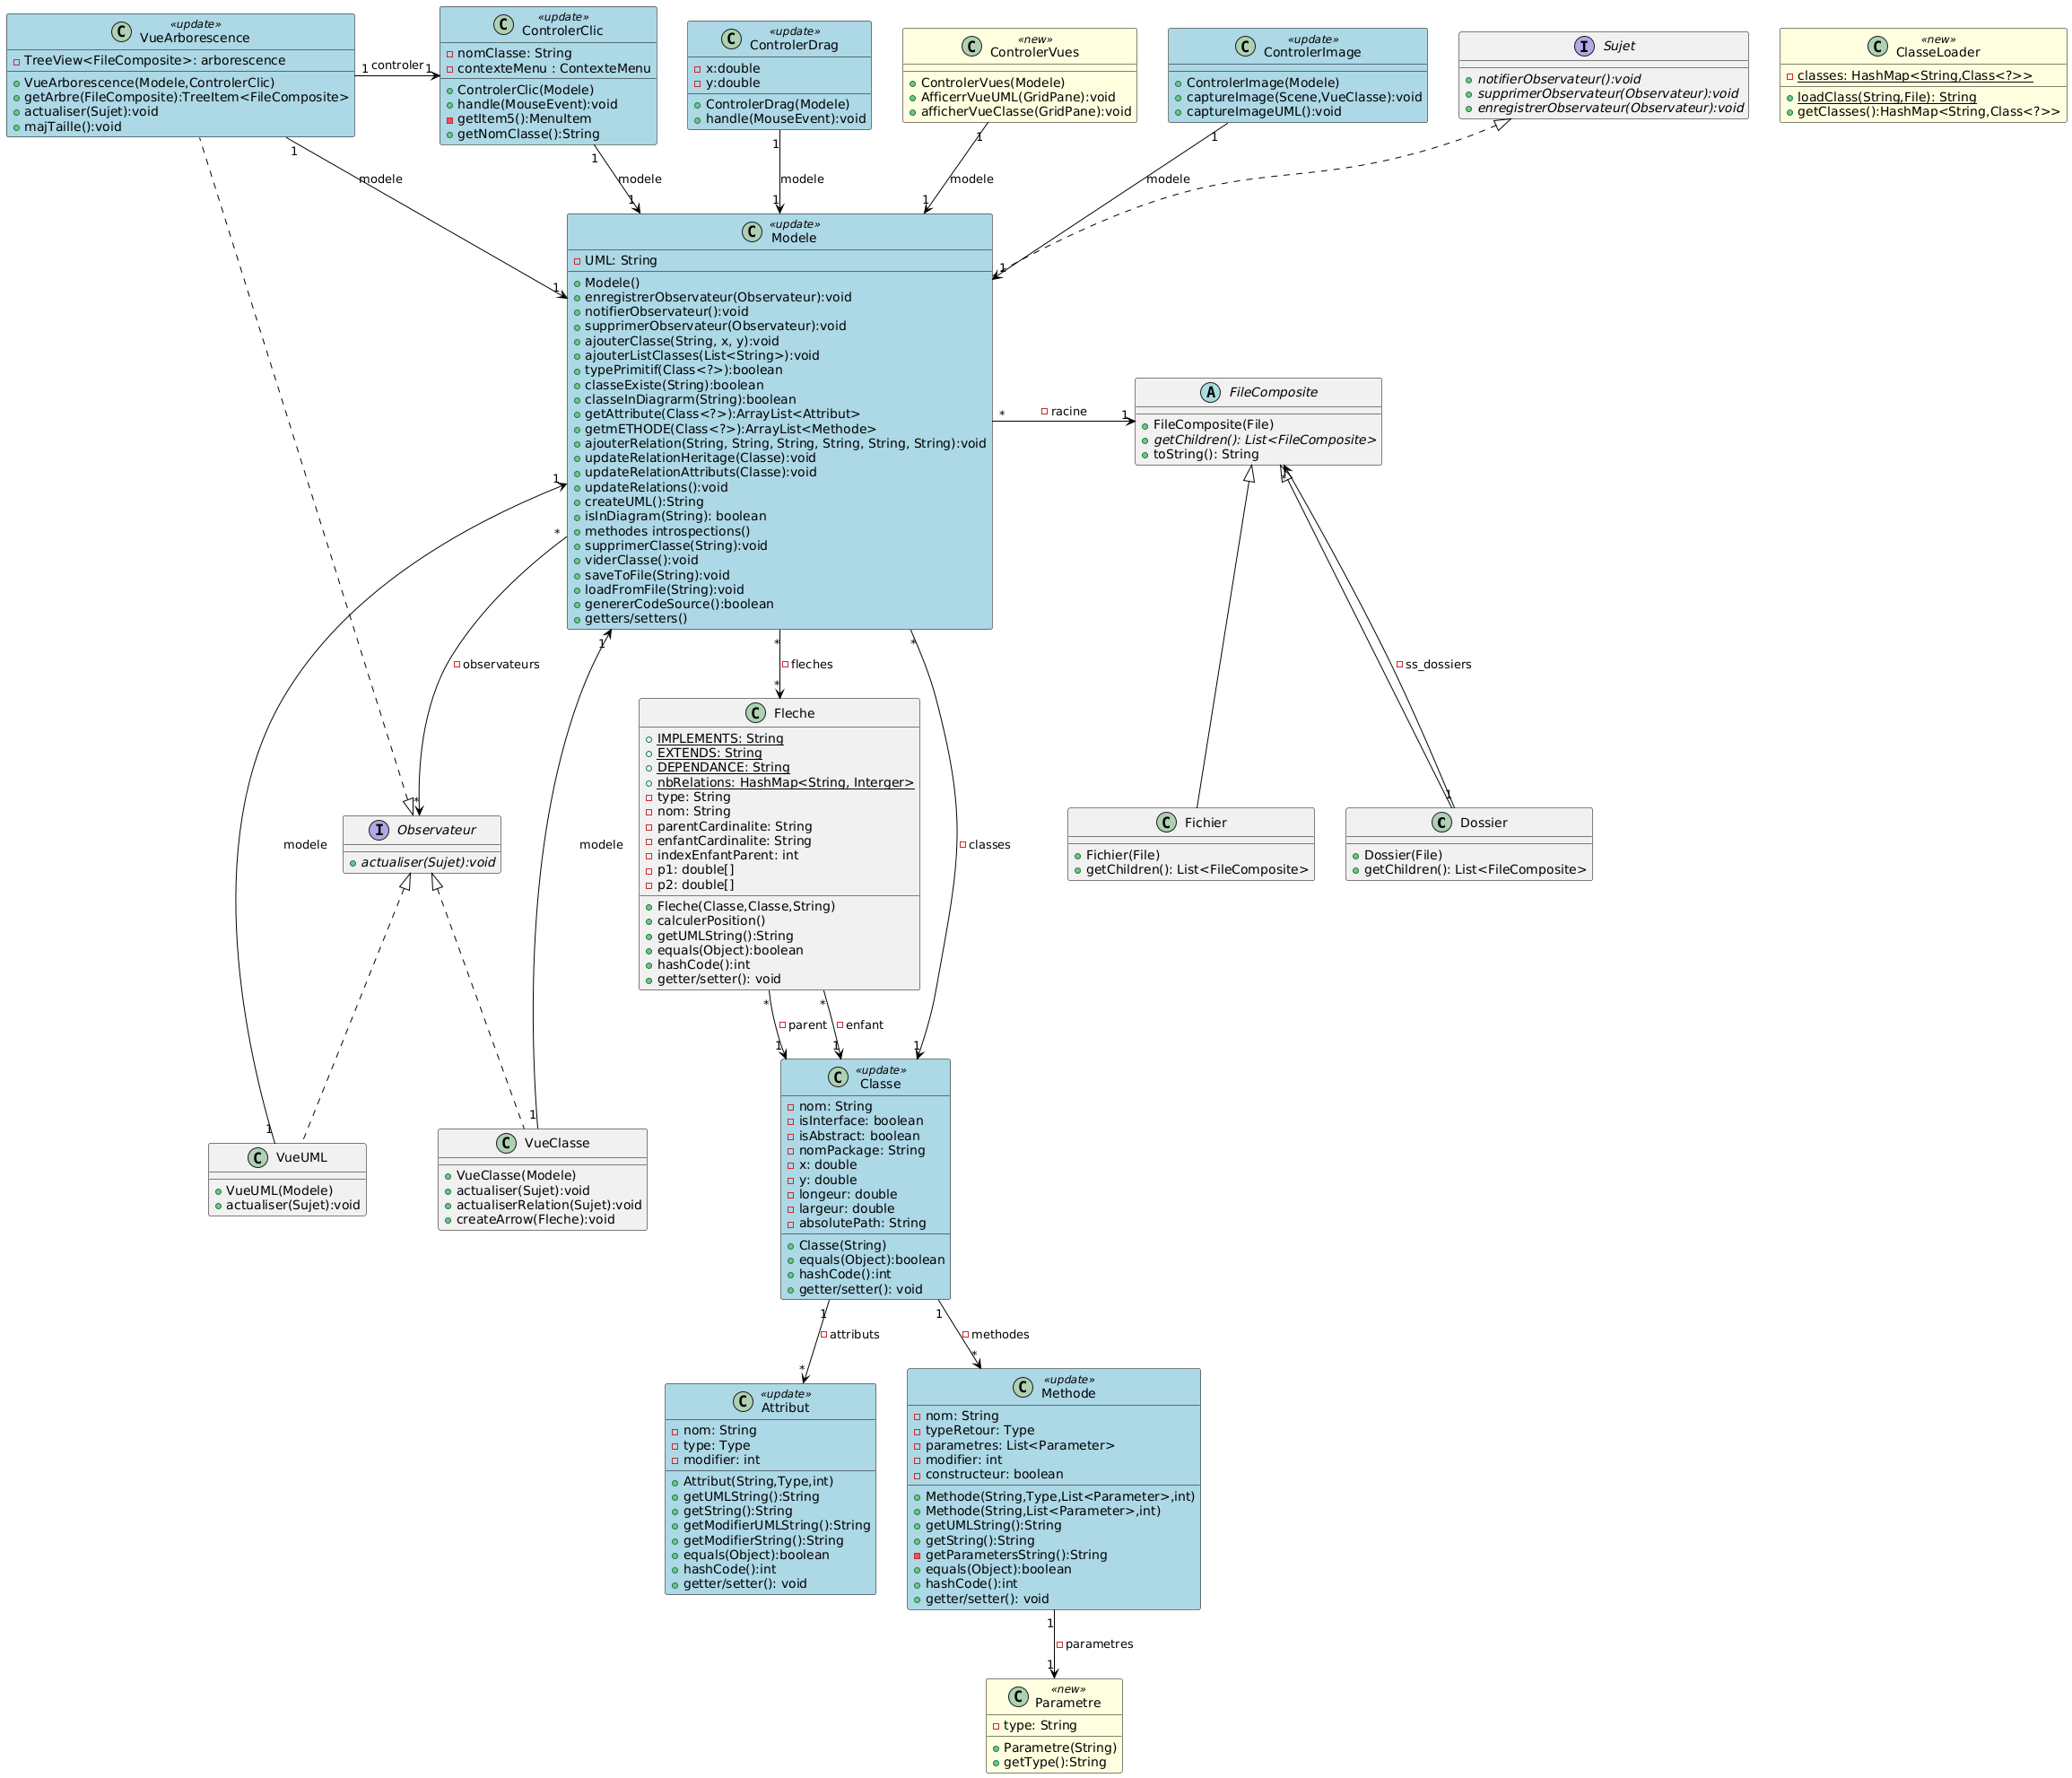 «update»
VueArborescence
TreeView<FileComposite>: arborescence
VueArborescence(Modele,ControlerClic)
getArbre(FileComposite):TreeItem<FileComposite>
actualiser(Sujet):void
majTaille():void
1 controler 1
«update»
ControlerClic
nomClasse: String
contexteMenu : ContexteMenu
ControlerClic(Modele)
handle(MouseEvent):void
getItem5():MenuItem
getNomClasse():String
«update»
ControlerDrag
x:double
y:double
ControlerDrag(Modele)
handle(MouseEvent):void
«new»
ControlerVues
ControlerVues(Modele)
AfficerrVueUML(GridPane):void
afficherVueClasse(GridPane):void
«update»
ControlerImage
ControlerImage(Modele)
captureImage(Scene,VueClasse):void
captureImageUML():void
Sujet
notifierObservateur():void
supprimerObservateur(Observateur):void
enregistrerObservateur(Observateur):void
«new»
ClasseLoader
classes: HashMap<String,Class<?>>
loadClass(String,File): String
getClasses():HashMap<String,Class<?>>
1
modele
1
1
modele
1
1
modele
1
1
modele
1
1
modele
1
«update»
Modele
UML: String
Modele()
enregistrerObservateur(Observateur):void
notifierObservateur():void
supprimerObservateur(Observateur):void
ajouterClasse(String, x, y):void
ajouterListClasses(List<String>):void
typePrimitif(Class<?>):boolean
classeExiste(String):boolean
classeInDiagrarm(String):boolean
getAttribute(Class<?>):ArrayList<Attribut>
getmETHODE(Class<?>):ArrayList<Methode>
ajouterRelation(String, String, String, String, String, String):void
updateRelationHeritage(Classe):void
updateRelationAttributs(Classe):void
updateRelations():void
createUML():String
isInDiagram(String): boolean
methodes introspections()
supprimerClasse(String):void
viderClasse():void
saveToFile(String):void
loadFromFile(String):void
genererCodeSource():boolean
getters/setters()
* racine 1
FileComposite
FileComposite(File)
getChildren(): List<FileComposite>
toString(): String
1
*
observateurs
*
1
*
fleches
*
*
classes
1
ss_dossiers
1
Fleche
IMPLEMENTS: String
EXTENDS: String
DEPENDANCE: String
nbRelations: HashMap<String, Interger>
type: String
nom: String
parentCardinalite: String
enfantCardinalite: String
indexEnfantParent: int
p1: double[]
p2: double[]
Fleche(Classe,Classe,String)
calculerPosition()
getUMLString():String
equals(Object):boolean
hashCode():int
getter/setter(): void
Observateur
actualiser(Sujet):void
modele
1
modele
1
Fichier
Fichier(File)
getChildren(): List<FileComposite>
Dossier
Dossier(File)
getChildren(): List<FileComposite>
*
parent
1
*
enfant
1
VueUML
VueUML(Modele)
actualiser(Sujet):void
VueClasse
VueClasse(Modele)
actualiser(Sujet):void
actualiserRelation(Sujet):void
createArrow(Fleche):void
«update»
Classe
nom: String
isInterface: boolean
isAbstract: boolean
nomPackage: String
x: double
y: double
longeur: double
largeur: double
absolutePath: String
Classe(String)
equals(Object):boolean
hashCode():int
getter/setter(): void
1
attributs
*
1
methodes
*
«update»
Attribut
nom: String
type: Type
modifier: int
Attribut(String,Type,int)
getUMLString():String
getString():String
getModifierUMLString():String
getModifierString():String
equals(Object):boolean
hashCode():int
getter/setter(): void
«update»
Methode
nom: String
typeRetour: Type
parametres: List<Parameter>
modifier: int
constructeur: boolean
Methode(String,Type,List<Parameter>,int)
Methode(String,List<Parameter>,int)
getUMLString():String
getString():String
getParametersString():String
equals(Object):boolean
hashCode():int
getter/setter(): void
1
parametres
1
«new»
Parametre
type: String
Parametre(String)
getType():String